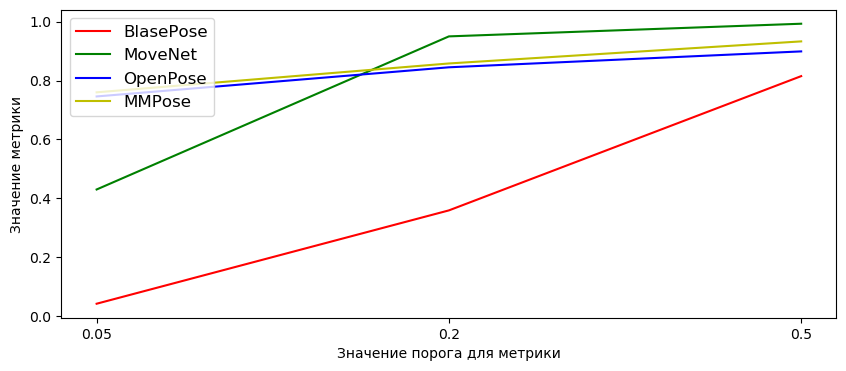 1.0
0.8
0.6
0.4
0.2
0.0
Значение метрики
BlasePose
MoveNet
OpenPose
MMPose
0.05
0.2
0.5
Значение порога для метрики